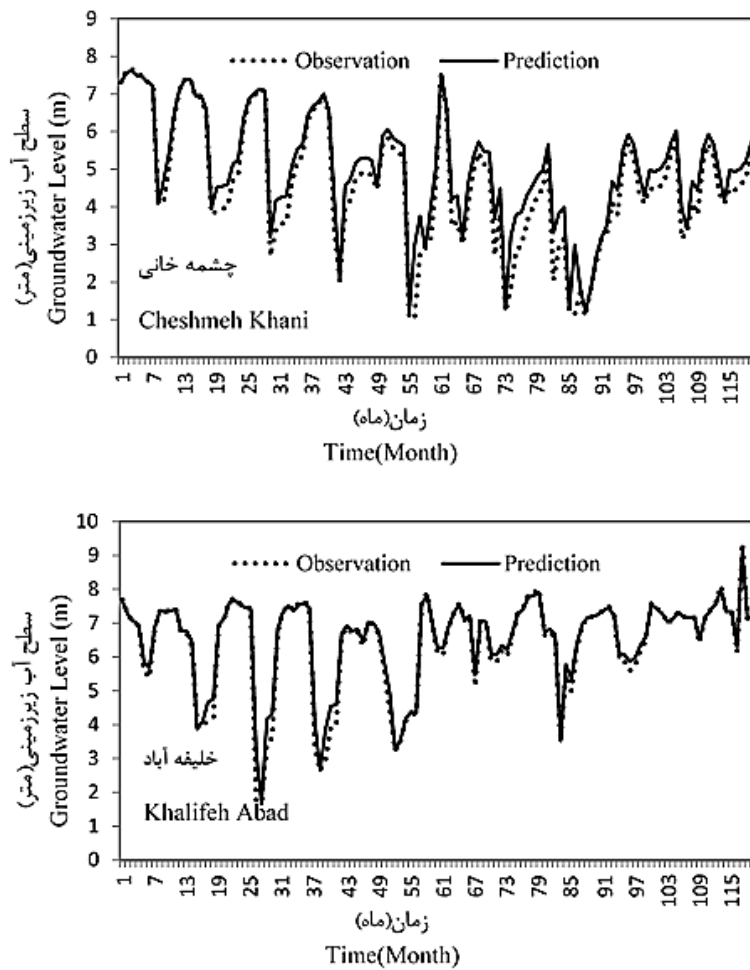 9
8
7
6
5
4
3
2
1
0
Observation
Prediction
سطح آب زیرزمینی(متر)
Groundwater Level (m)
چشمه خانی
Cheshmeh Khani
1 7 13 19 25 31 37 43 49 55 61 67 73 79 85 91 97 103 109 115
زمان(ماه)
Time(Month)
10
9
8
7
6
5
4
3
2
1
0
Observation
Prediction
سطح آب زیرزمینی(متر)
Groundwater Level (m)
خلیفه آباد
Khalifeh Abad
1 7 13 19 25 31 37 43 49 55 61 67 73 79 85 91 97 103 109 115
زمان(ماه)
Time(Month)